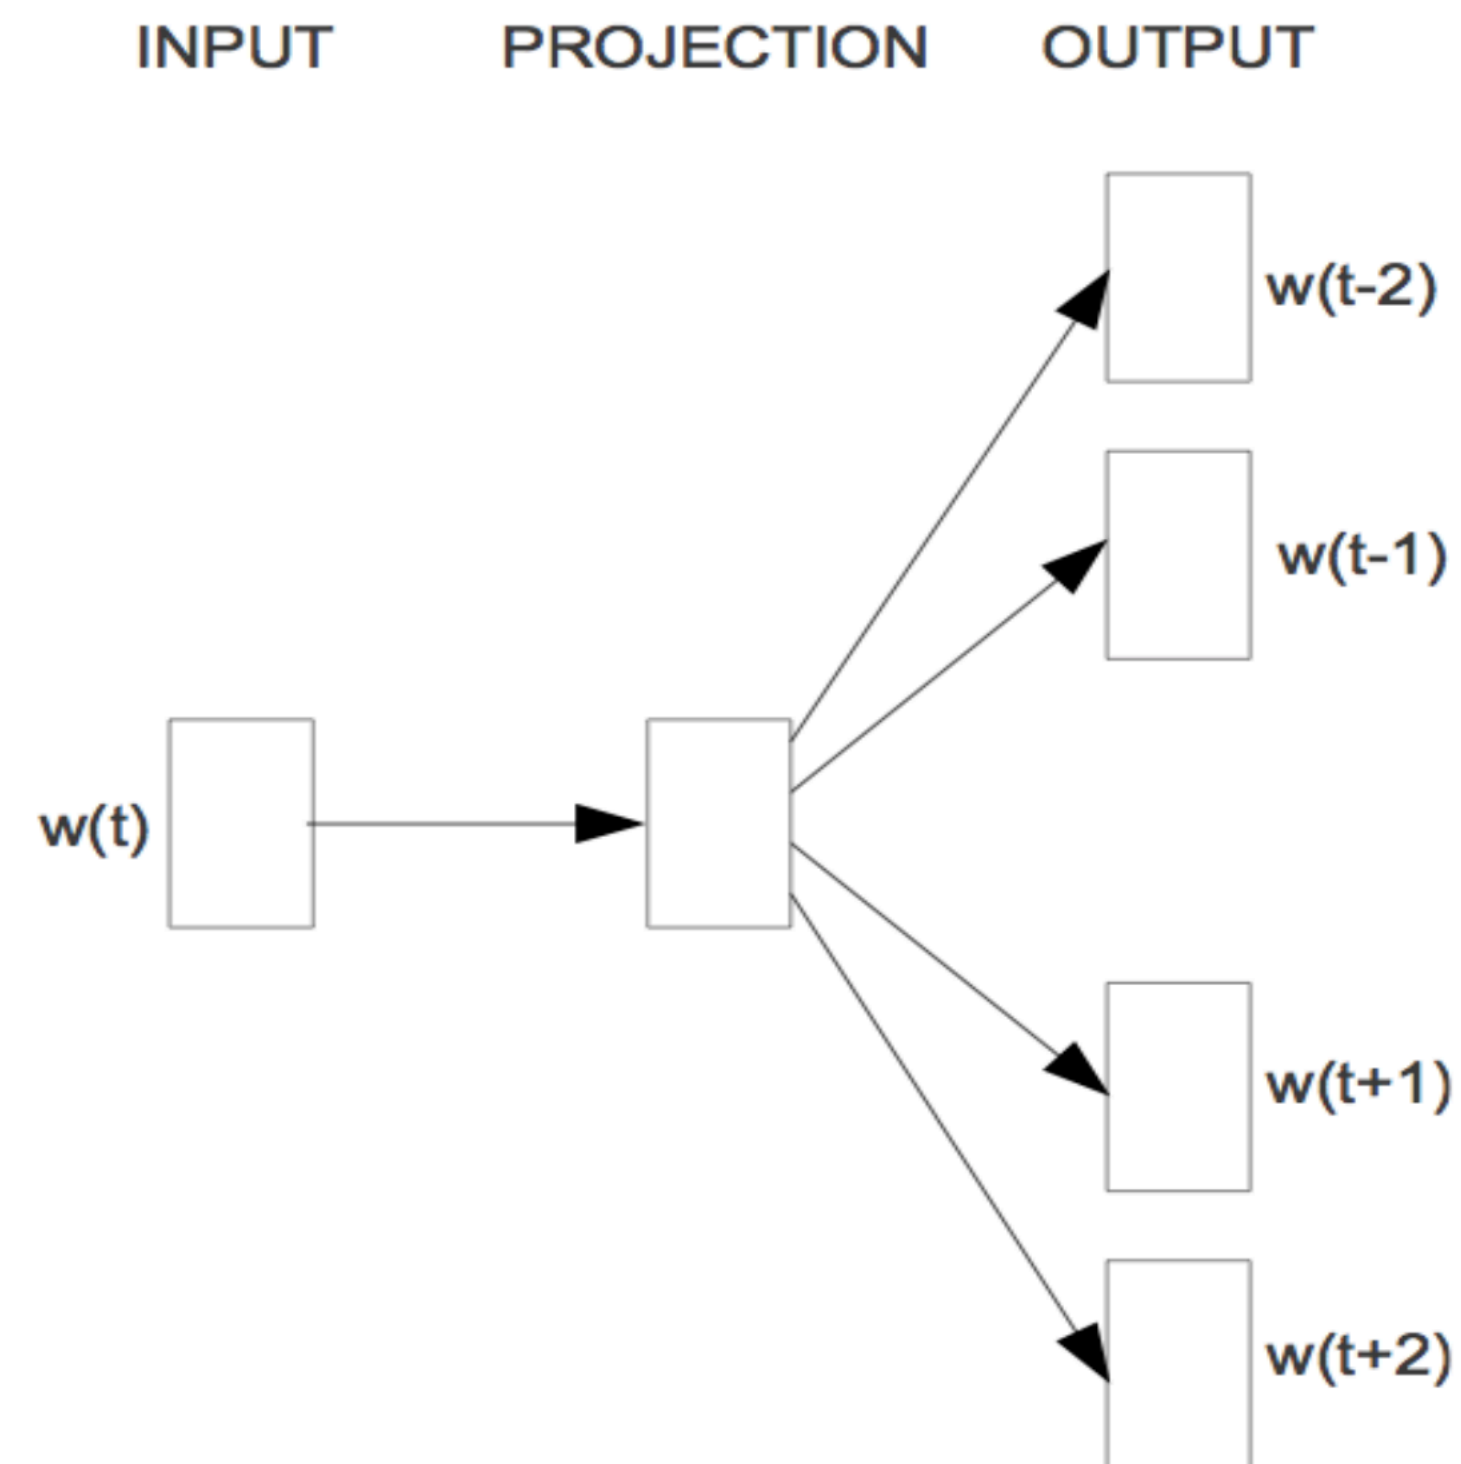 INPUT PROJECTION OUTPUT
w(t-2)
w(t-1)
w(t)
w(t+1)
w(t+2)